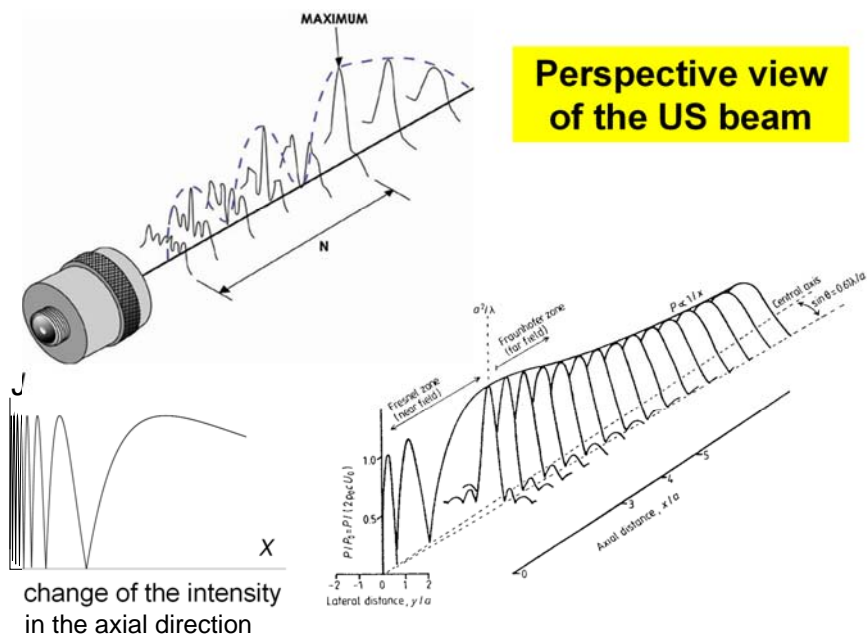 MAXIMUM
Perspective view
of the US beam
N
a²/λ
Fraunhofer zone
(far field)
P ∝ 1/x
Central axis
sin θ = 0.61λ/a
Fresnel zone
(near field)
J
X
change of the intensity
in the axial direction
1.0
0.5
P/P₀=P/(2ρ₀cU₀)
-2 -1 0 1 2
Lateral distance, y/a
0
3
4
5
Axial distance, x/a